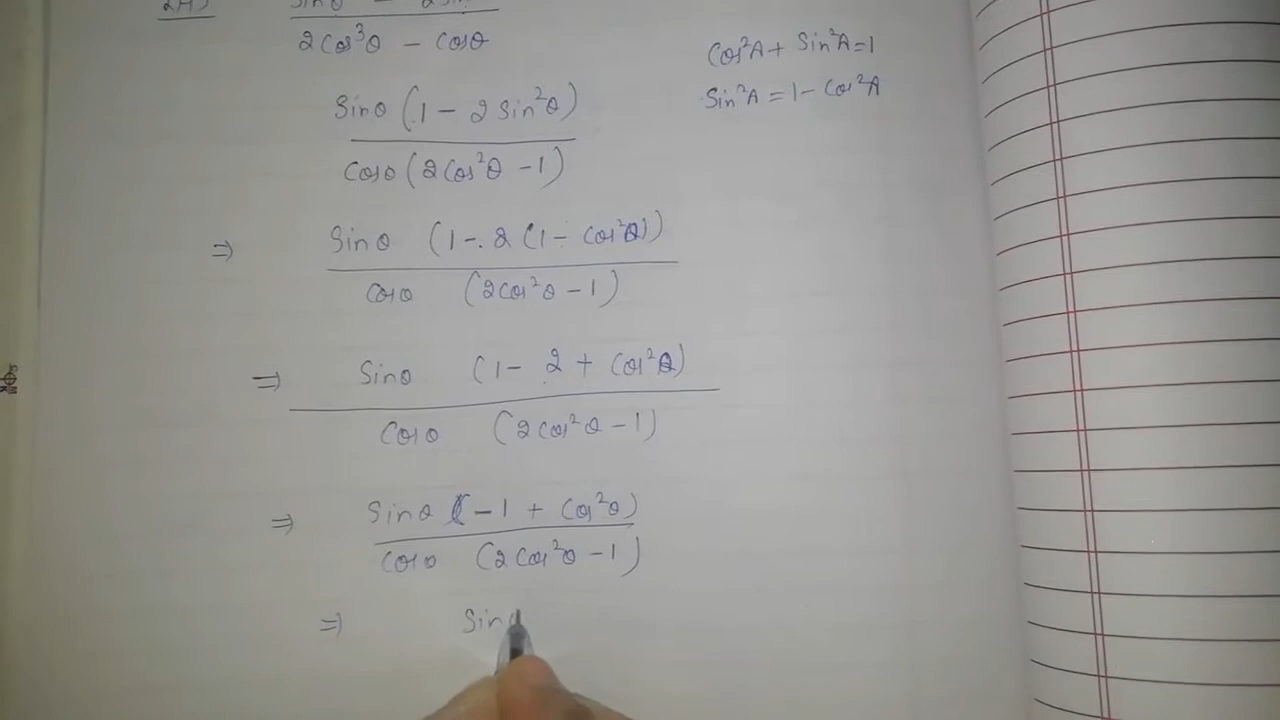 2cos³θ - cosθ
cos²A + sin²A = 1
sin²A = 1 - cos²A
sinθ (1 - 2 sin²θ)
cosθ (2cos²θ - 1)
⇒ sinθ (1 - 2 (1 - cos²θ))
cosθ (2cos²θ - 1)
⇒ sinθ (1 - 2 + cos²θ)
cosθ (2cos²θ - 1)
⇒ sinθ (-1 + cos²θ)
cosθ (2cos²θ - 1)
⇒ sin